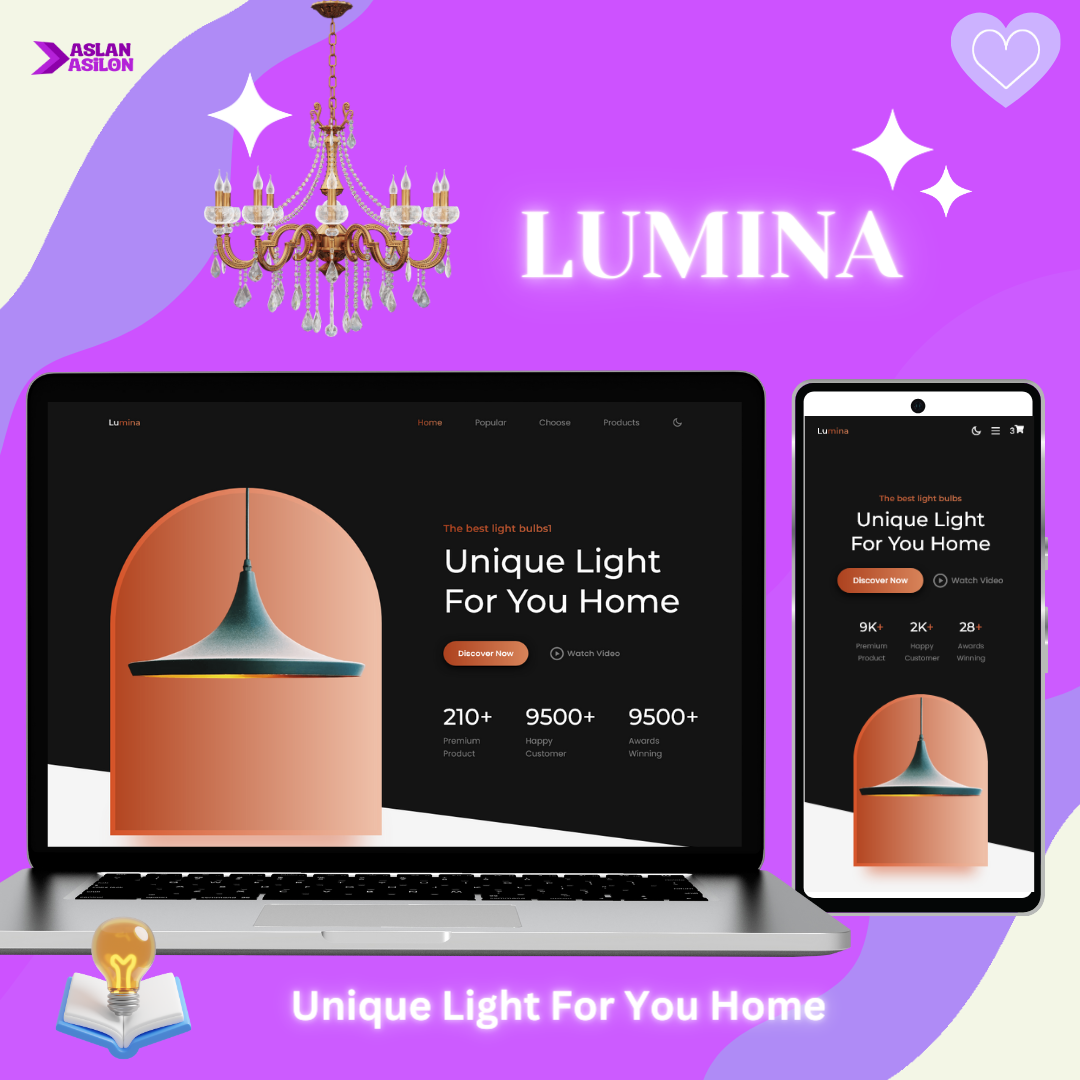 ASLAN
ASILON
LUMINA
Lumina
Home Popular Choose Products
The best light bulbs1
Unique Light
For You Home
Discover Now Watch Video
210+ 9500+ 9500+
Premium Happy Awards
Product Customer Winning
Lumina 3
The best light bulbs
Unique Light
For You Home
Discover Now Watch Video
9K+ 2K+ 28+
Premium Happy Awards
Product Customer Winning
Unique Light For You Home